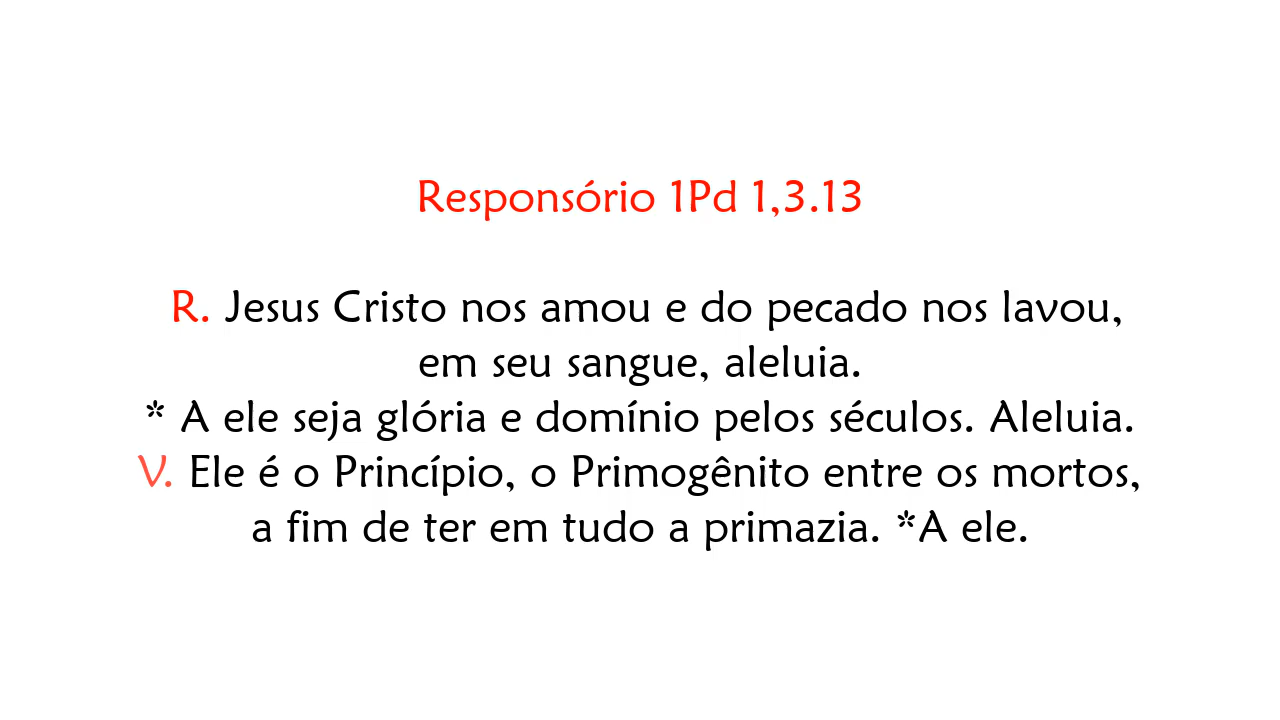 Responsório 1Pd 1,3.13
R. Jesus Cristo nos amou e do pecado nos lavou,
em seu sangue, aleluia.
* A ele seja glória e domínio pelos séculos. Aleluia.
V. Ele é o Princípio, o Primogênito entre os mortos,
a fim de ter em tudo a primazia. *A ele.